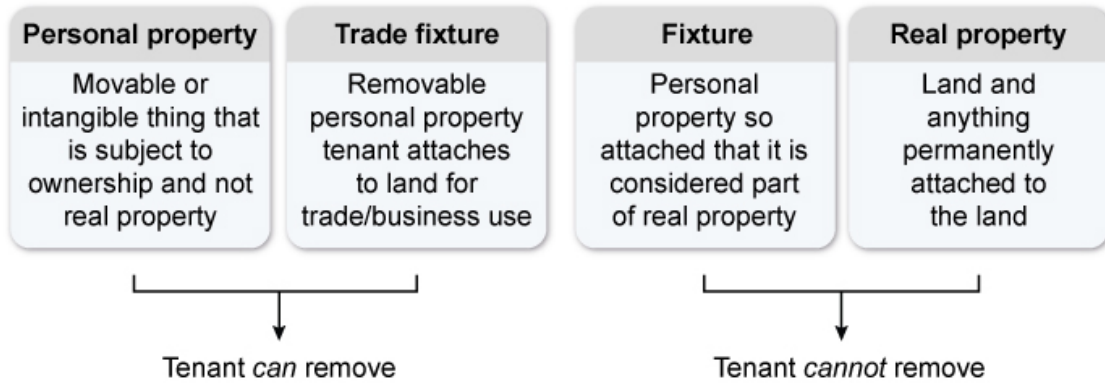 Personal property
Movable or
intangible thing that
is subject to
ownership and not
real property
Trade fixture
Removable
personal property
tenant attaches
to land for
trade/business use
Fixture
Personal
property so
attached that it is
considered part
of real property
Real property
Land and
anything
permanently
attached to
the land
Tenant can remove
Tenant cannot remove